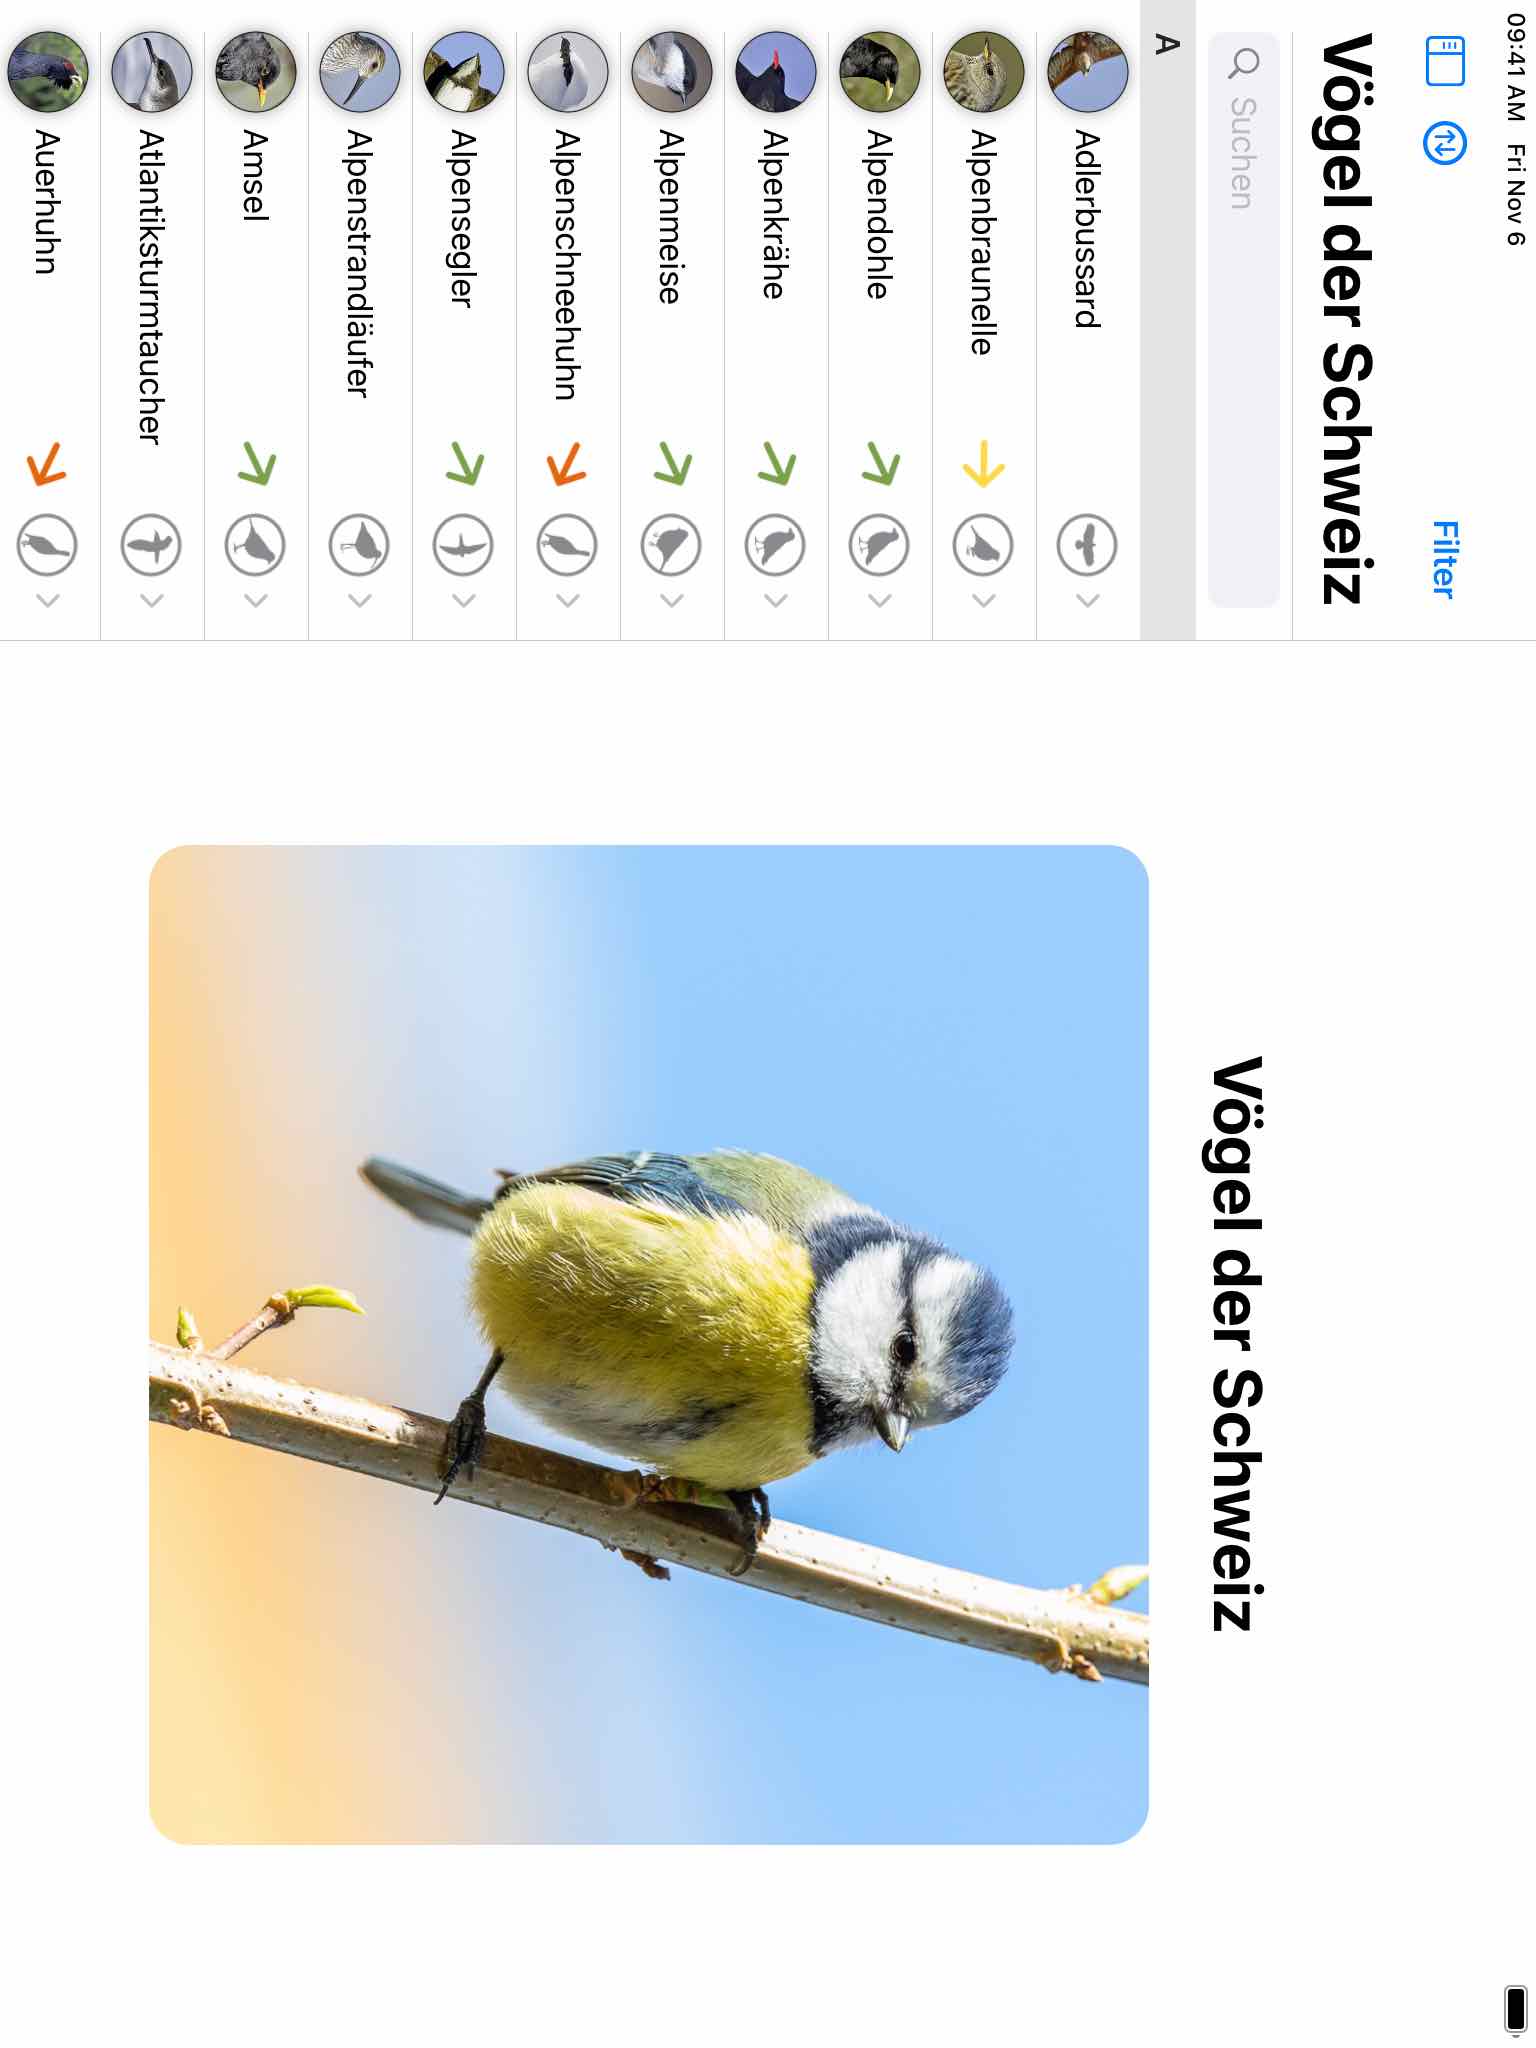 09:41 AM Fri Nov 6
Filter
Vögel der Schweiz
Suchen
A
Adlerbussard
Alpenbraunelle
Alpendohle
Alpenkrähe
Alpenmeise
Alpenschneehuhn
Alpensegler
Alpenstrandläufer
Amsel
Atlantiksturmtaucher
Auerhuhn
Vögel der Schweiz